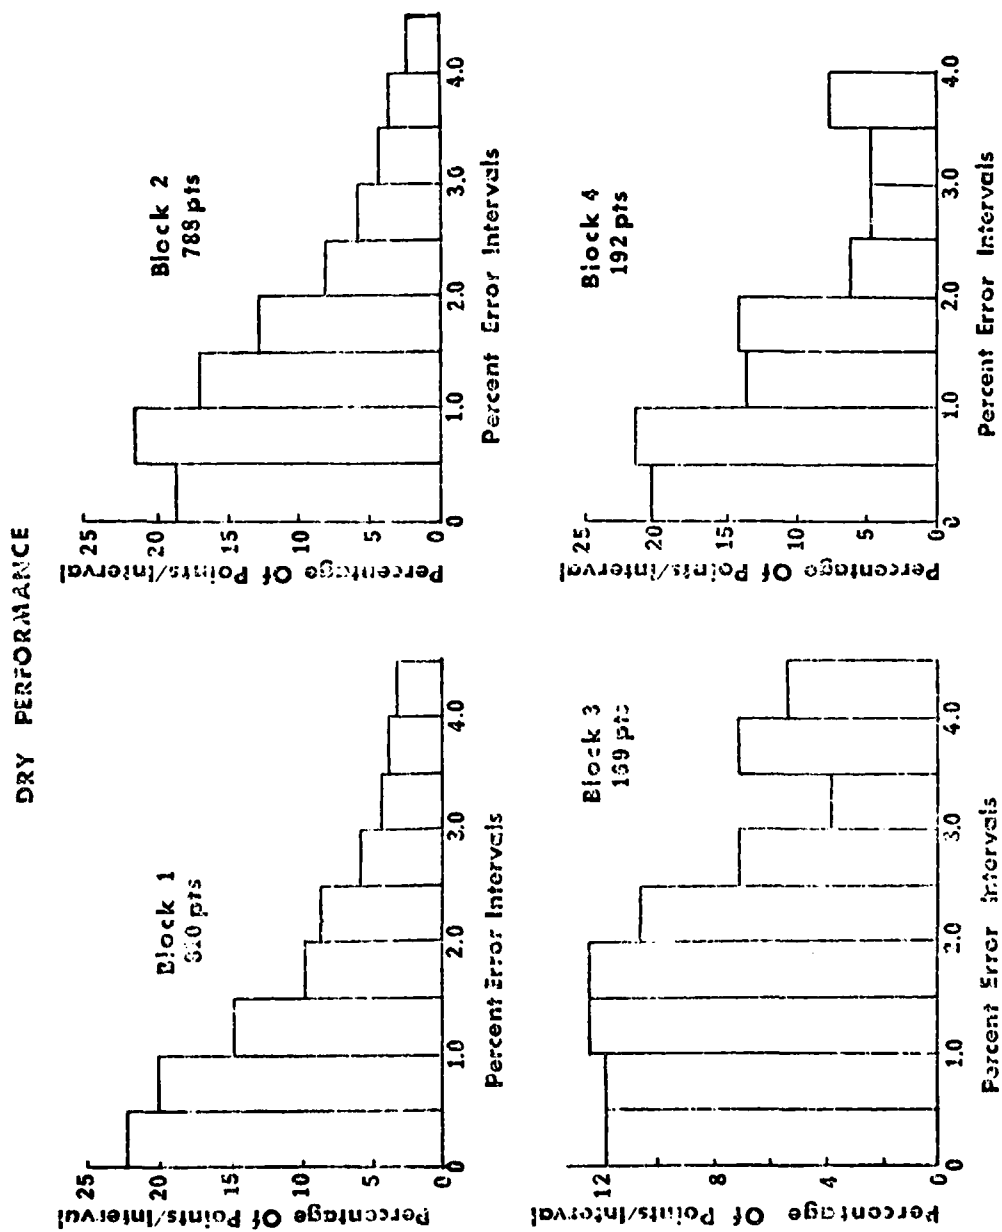 DRY PERFORMANCE
Block 1
Percentage Of Points/Interval
25
20
15
10
5
0
0 1.0 2.0 3.0 4.0
Percent Error Intervals
Block 2
788 pts
Percentage Of Points/Interval
25
20
15
10
5
0
0 1.0 2.0 3.0 4.0
Percent Error Intervals
Block 3
169 pts
Percentage Of Points/Interval
12
8
4
0
0 1.0 2.0 3.0 4.0
Percent Error Intervals
Block 4
192 pts
Percentage Of Points/Interval
25
20
15
10
5
0
0 1.0 2.0 3.0 4.0
Percent Error Intervals